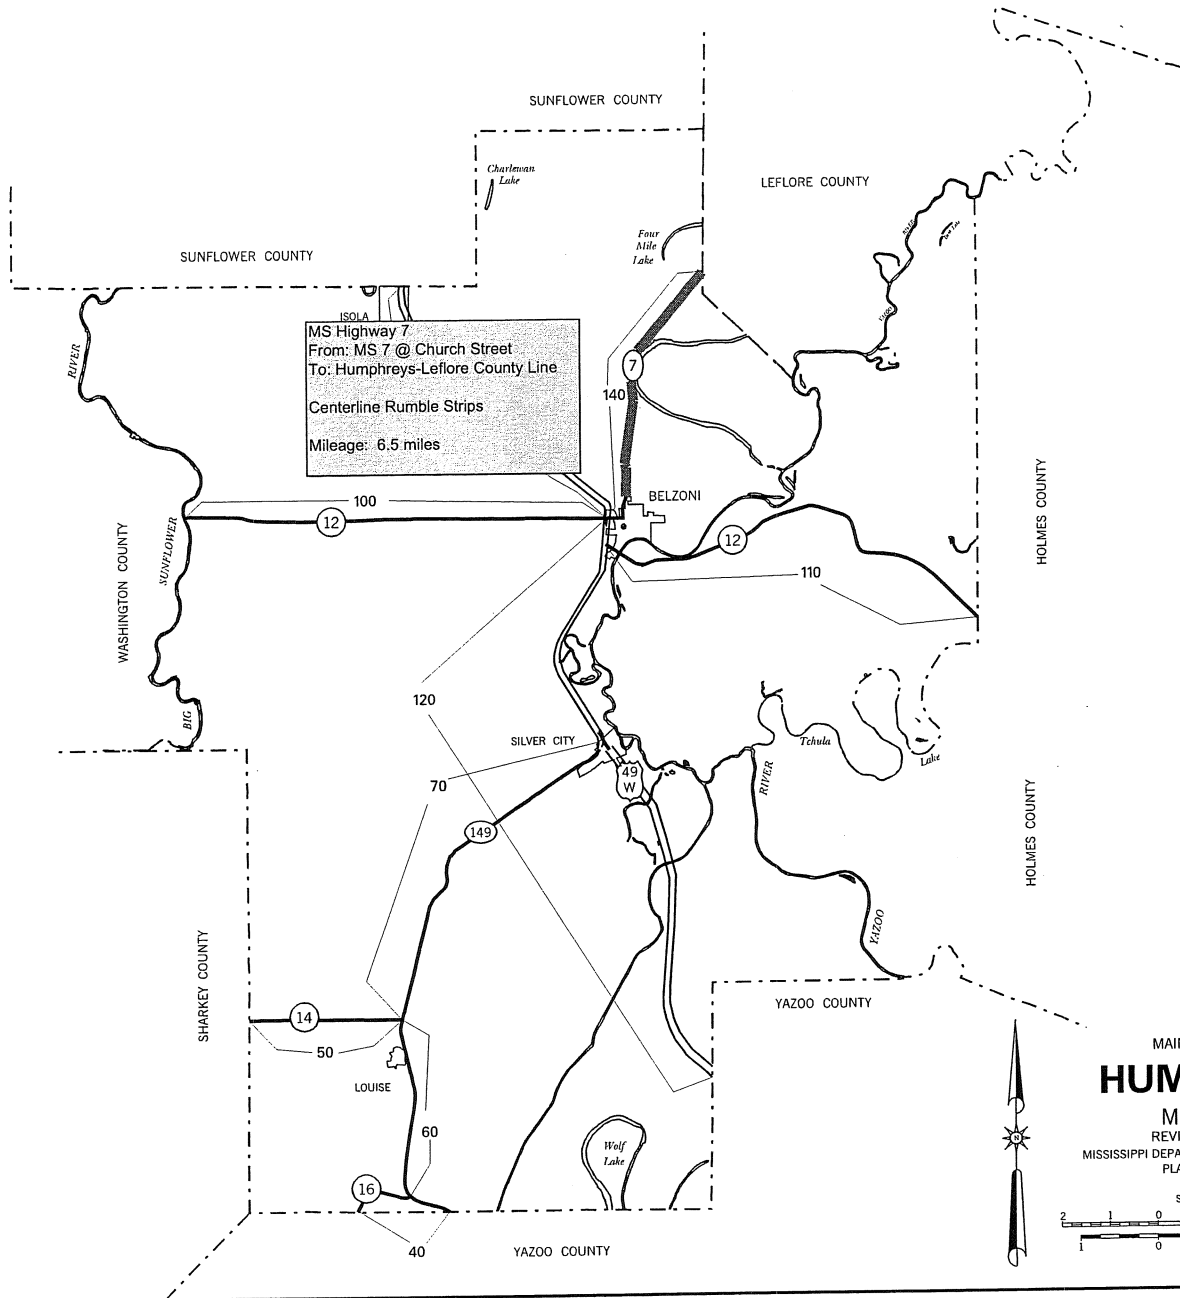 SUNFLOWER COUNTY
Charlewan
Lake
LEFLORE COUNTY
Four
Mile
Lake
SUNFLOWER COUNTY
ISOLA
MS Highway 7
From: MS 7 @ Church Street
To: Humphreys-Leflore County Line
Centerline Rumble Strips
Mileage: 6.5 miles
RIVER
YAZOO
RIVER
7
140
BELZONI
100
12
12
110
HOLMES COUNTY
WASHINGTON COUNTY
SUNFLOWER
BIG
120
SILVER CITY
Tchula
Lake
49
W
RIVER
70
149
HOLMES COUNTY
YAZOO
SHARKEY COUNTY
YAZOO COUNTY
14
50
LOUISE
60
Wolf
Lake
16
40
YAZOO COUNTY
MAIN
HUM
M
REVI
MISSISSIPPI DEPA
PLA
N
S
2 1 0
1 0